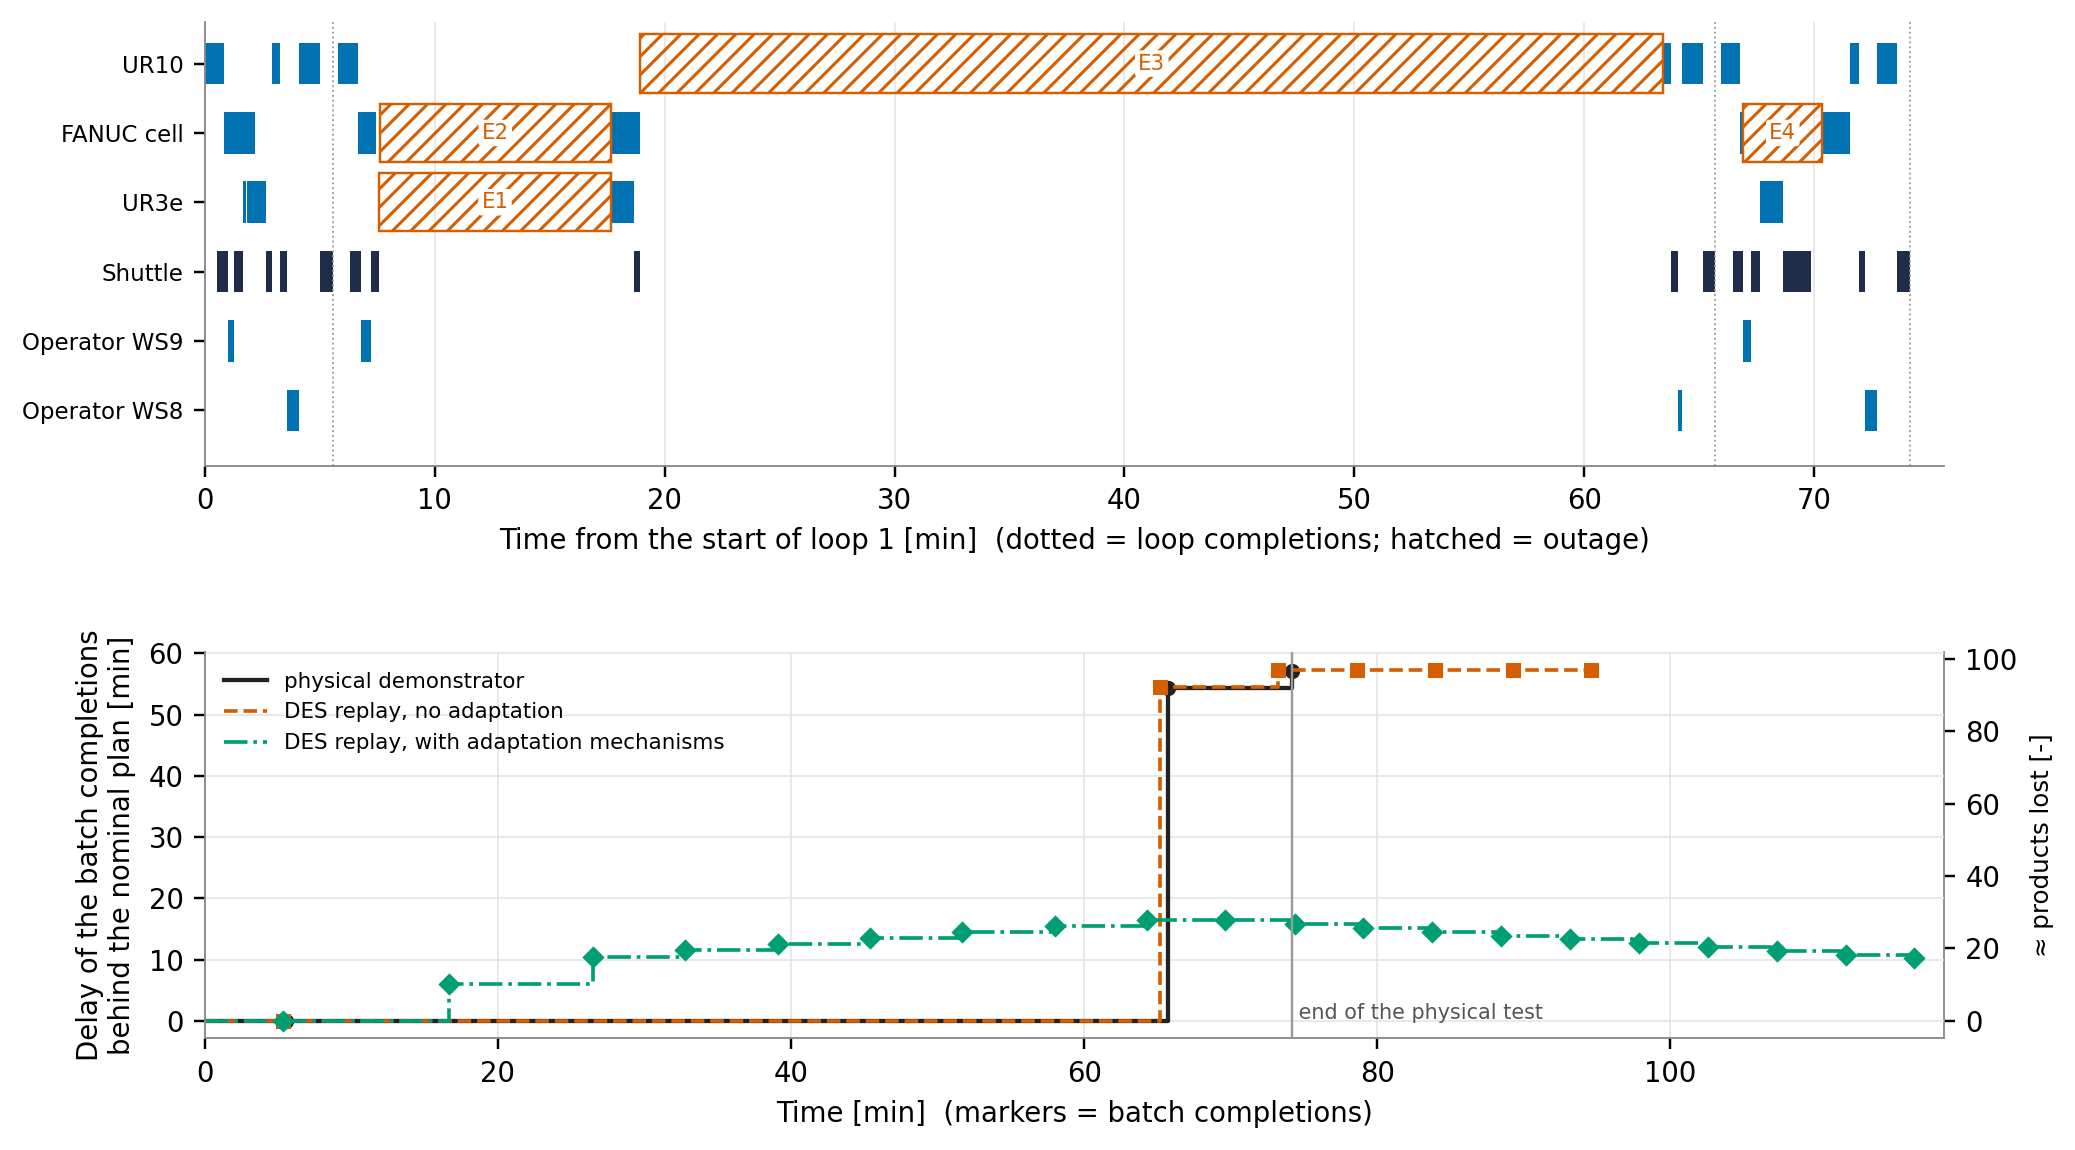 UR10
FANUC cell
UR3e
Shuttle
Operator WS9
Operator WS8
E3
E2
E4
E1
0 10 20 30 40 50 60 70
Time from the start of loop 1 [min] (dotted = loop completions; hatched = outage)
Delay of the batch completions
behind the nominal plan [min]
60
50
40
30
20
10
0
physical demonstrator
DES replay, no adaptation
DES replay, with adaptation mechanisms
end of the physical test
100
80
60
40
20
0
≈ products lost [-]
0 20 40 60 80 100
Time [min] (markers = batch completions)